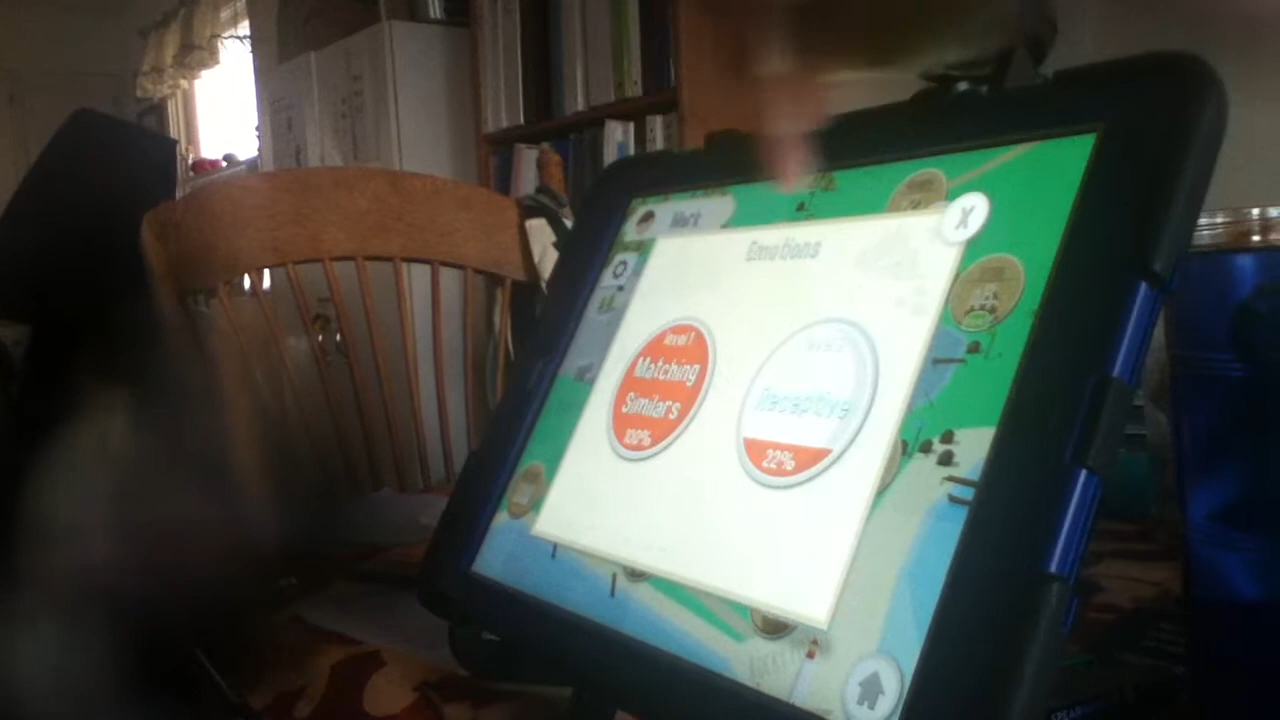 Mark
X
Emotions
level 1
Matching
Similars
100%
Receptive
22%